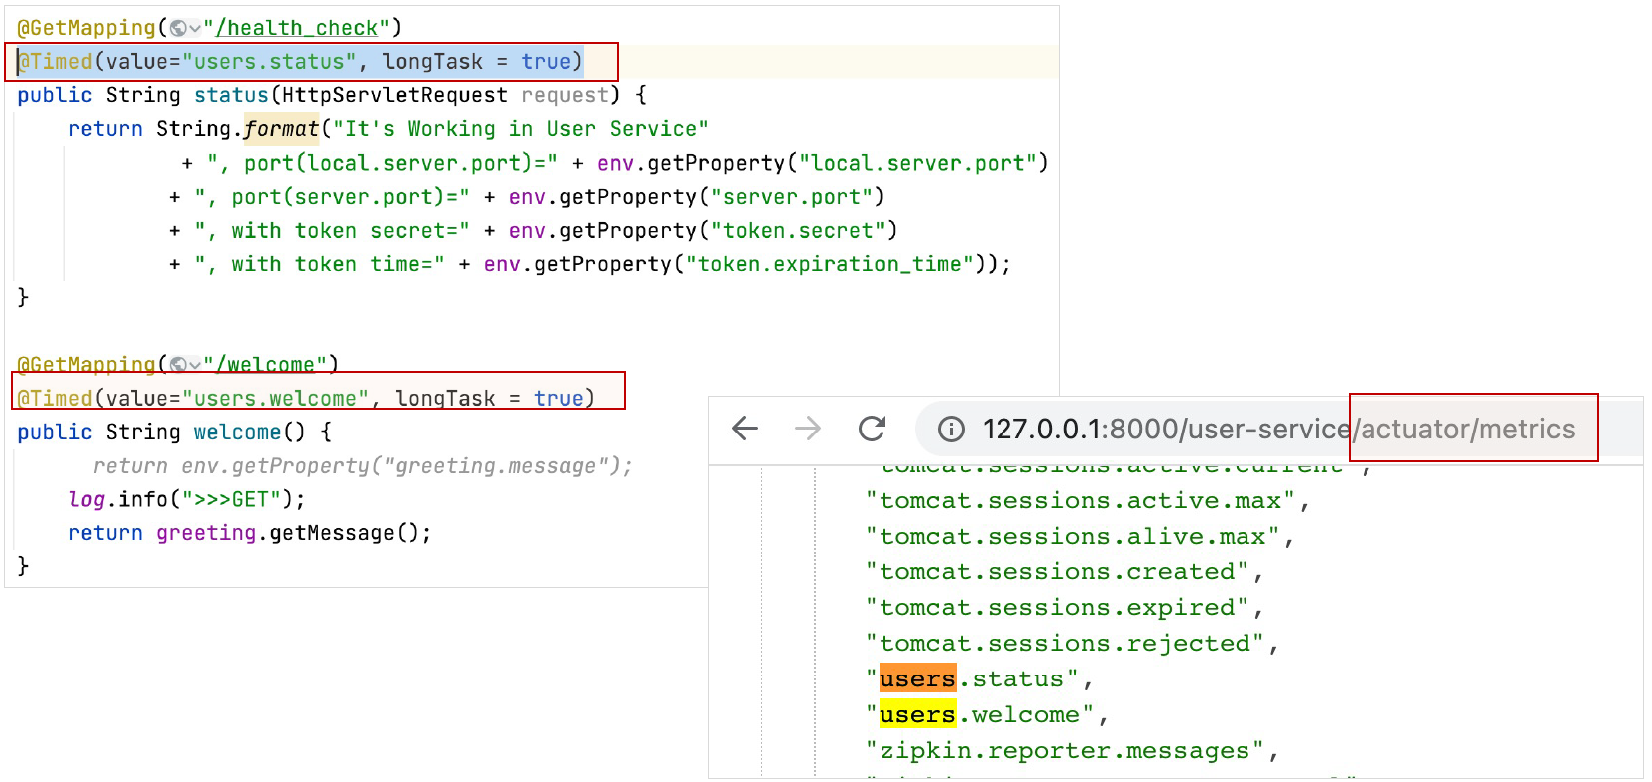 @GetMapping("/health_check")
@Timed(value="users.status", longTask = true)
public String status(HttpServletRequest request) {
return String.format("It's Working in User Service"
+ ", port(local.server.port)=" + env.getProperty("local.server.port")
+ ", port(server.port)=" + env.getProperty("server.port")
+ ", with token secret=" + env.getProperty("token.secret")
+ ", with token time=" + env.getProperty("token.expiration_time"));
}
@GetMapping("/welcome")
@Timed(value="users.welcome", longTask = true)
public String welcome() {
return env.getProperty("greeting.message");
log.info(">>>GET");
return greeting.getMessage();
}
127.0.0.1:8000/user-service/actuator/metrics
"tomcat.sessions.active.current",
"tomcat.sessions.active.max",
"tomcat.sessions.alive.max",
"tomcat.sessions.created",
"tomcat.sessions.expired",
"tomcat.sessions.rejected",
"users.status",
"users.welcome",
"zipkin.reporter.messages",